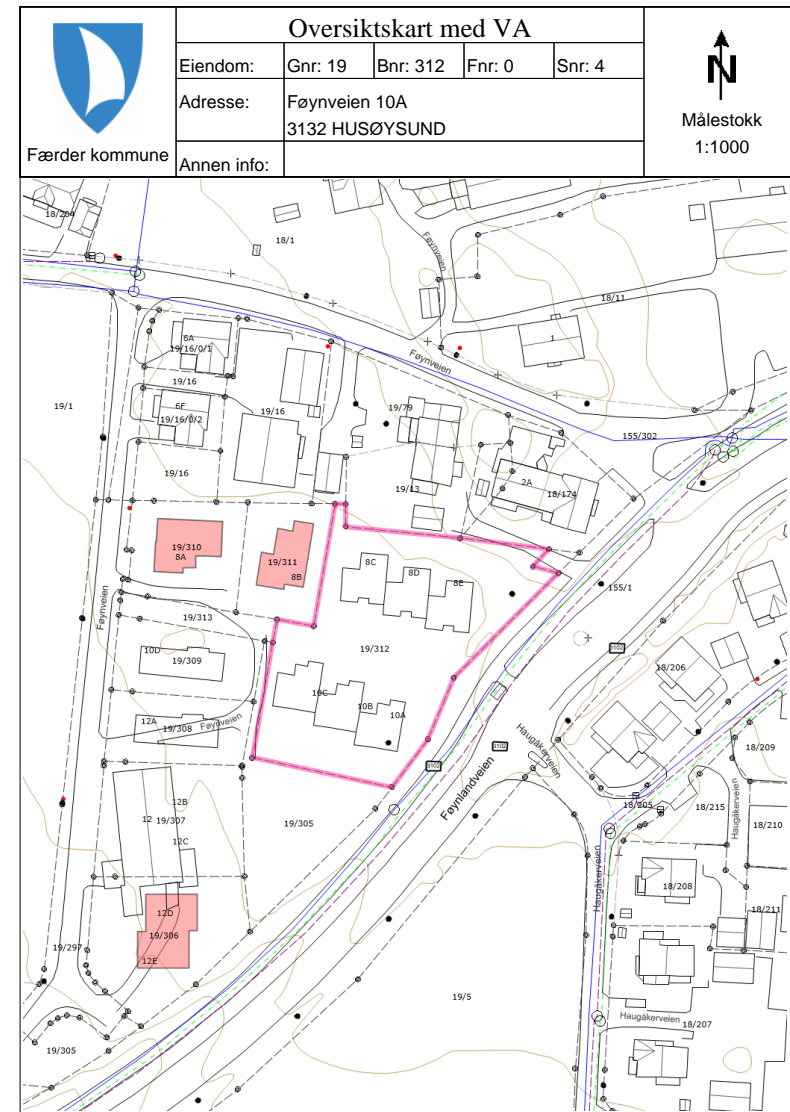 Oversiktskart med VA
Eiendom: Gnr: 19 Bnr: 312 Fnr: 0 Snr: 4
Adresse: Føynveien 10A
3132 HUSØYSUND
Annen info:
Færder kommune
N
Målestokk
1:1000
18/204
18/1
Føynveien
18/11
6A
19/16/0/1
1
Føynveien
19/16
19/1
6F
19/16/0/2
19/16
19/79
155/302
19/16
19/13
2A
18/174
19/310
8A
19/311
8B
8C
8D
8E
155/1
Føynveien
19/313
10D
19/309
19/312
3102
18/206
10C
10B
10A
12A
19/308
Føynveien
3102
3102
Haugåkerveien
Føynlandveien
18/209
12B
12
19/307
12C
19/305
18/205
18/215
Haugåkerveien
18/210
Haugåkerveien
18/208
18/211
12D
19/306
12E
19/297
19/5
Haugåkerveien
18/207
19/305